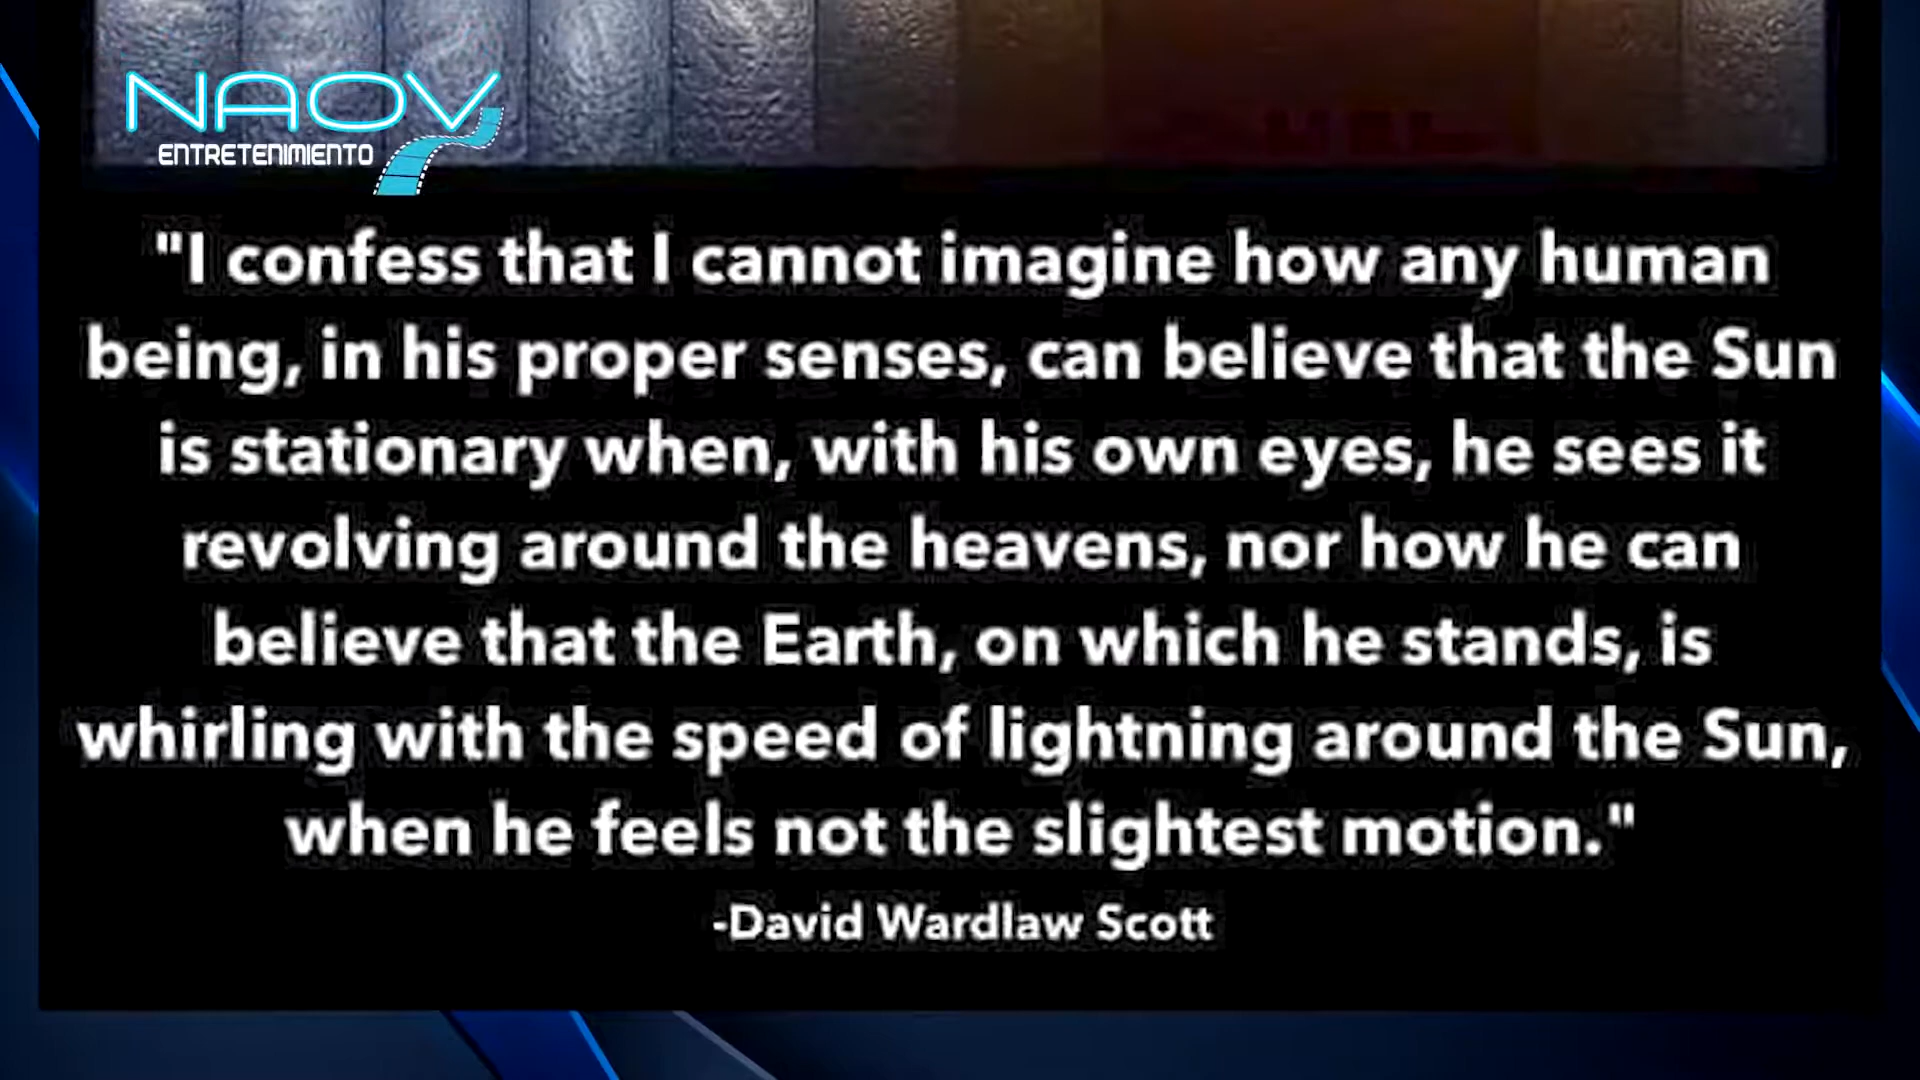 NAOV
ENTRETENIMIENTO
"I confess that I cannot imagine how any human
being, in his proper senses, can believe that the Sun
is stationary when, with his own eyes, he sees it
revolving around the heavens, nor how he can
believe that the Earth, on which he stands, is
whirling with the speed of lightning around the Sun,
when he feels not the slightest motion."
-David Wardlaw Scott